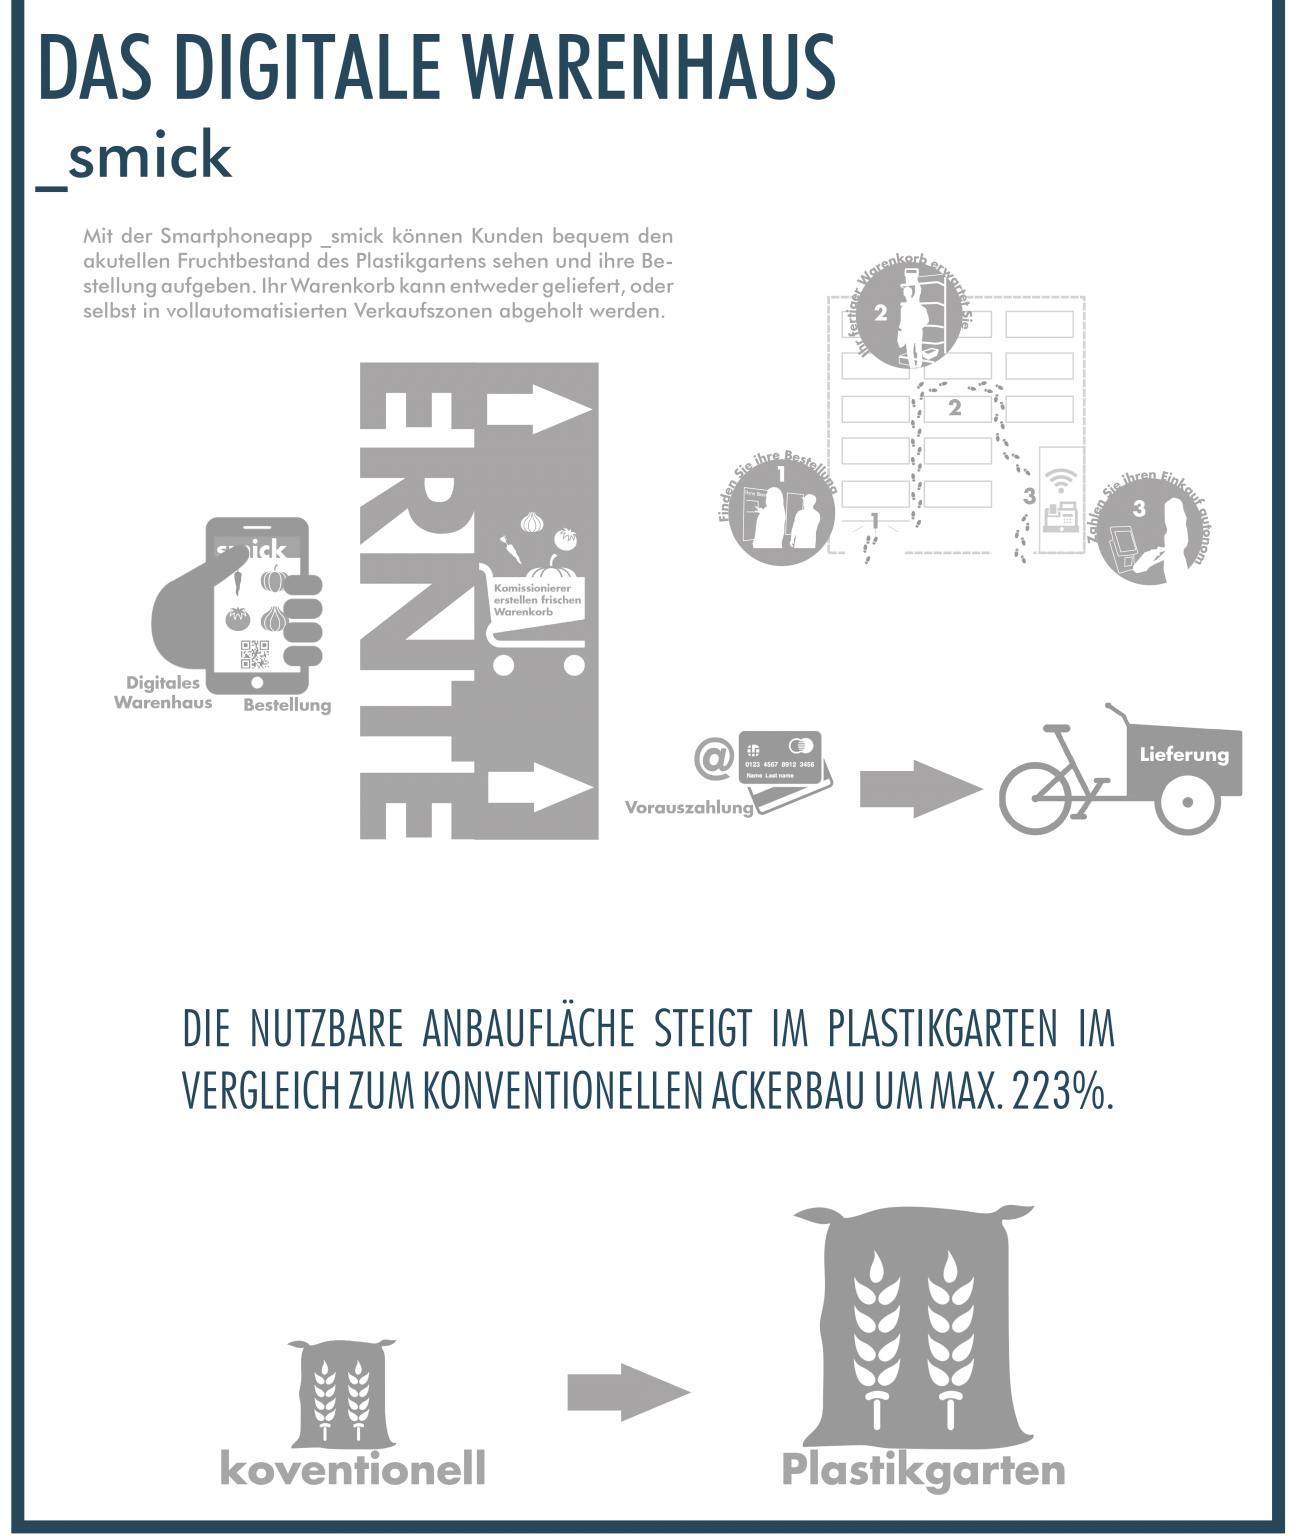 DAS DIGITALE WARENHAUS
_smick
Mit der Smartphoneapp _smick können Kunden bequem den
akutellen Fruchtbestand des Plastikgartens sehen und ihre Be-
stellung aufgeben. Ihr Warenkorb kann entweder geliefert, oder
selbst in vollautomatisierten Verkaufszonen abgeholt werden.
Ihr fertiger Warenkorb erwartet Sie
2
2
Finden Sie ihre Bestellung
1
1
3
Zahlen Sie ihren Einkauf autonom
3
smick
Digitales
Warenhaus
Bestellung
ERNTE
Komissionierer
erstellen frischen
Warenkorb
@
0123 4567 8912 3456
Name Last name
Vorauszahlung
Lieferung
DIE NUTZBARE ANBAUFLÄCHE STEIGT IM PLASTIKGARTEN IM
VERGLEICH ZUM KONVENTIONELLEN ACKERBAU UM MAX. 223%.
koventionell
Plastikgarten